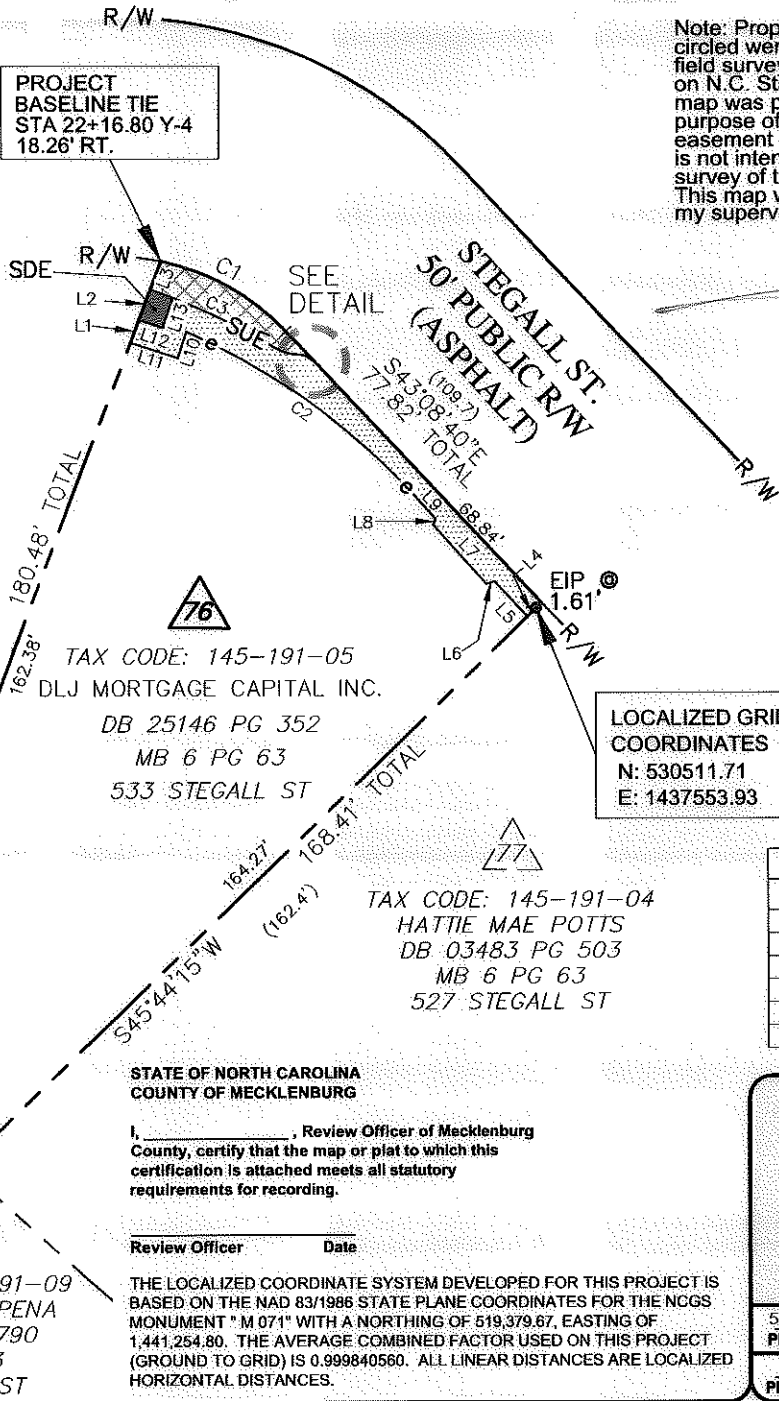 R/W
Note: Prop
circled wer
field survey
on N.C. St
map was p
purpose of
easement
is not inter
survey of t
This map v
my superv
PROJECT
BASELINE TIE
STA 22+16.80 Y-4
18.26' RT.
R/W
SDE
L2
L1
L3
L13
L12
L11
L10
C1
C3
SUE
e
C2
SEE
DETAIL
STEGALL ST.
50' PUBLIC R/W
(ASPHALT)
(109.7)
S43°08'40"E
77.82' TOTAL
R/W
e
L8
L9
68.84'
L7
L4
L5
L6
EIP @
1.61'
R/W
180.48' TOTAL
162.38'
76
TAX CODE: 145-191-05
DLJ MORTGAGE CAPITAL INC.
DB 25146 PG 352
MB 6 PG 63
533 STEGALL ST
LOCALIZED GRI
COORDINATES
N: 530511.71
E: 1437553.93
164.27'
168.41' TOTAL
(162.4')
S45°44'15"W
77
TAX CODE: 145-191-04
HATTIE MAE POTTS
DB 03483 PG 503
MB 6 PG 63
527 STEGALL ST
STATE OF NORTH CAROLINA
COUNTY OF MECKLENBURG
I, ________________ , Review Officer of Mecklenburg
County, certify that the map or plat to which this
certification is attached meets all statutory
requirements for recording.
Review Officer Date
THE LOCALIZED COORDINATE SYSTEM DEVELOPED FOR THIS PROJECT IS
BASED ON THE NAD 83/1986 STATE PLANE COORDINATES FOR THE NCGS
MONUMENT " M 071" WITH A NORTHING OF 519,379.67, EASTING OF
1,441,254.80. THE AVERAGE COMBINED FACTOR USED ON THIS PROJECT
(GROUND TO GRID) IS 0.999840560. ALL LINEAR DISTANCES ARE LOCALIZED
HORIZONTAL DISTANCES.
91-09
PENA
790
ST
5
P
P